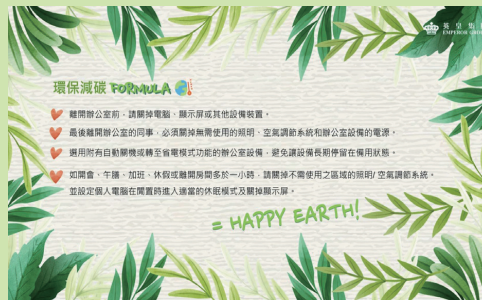 英皇集團
EMPEROR GROUP
環保減碳 FORMULA
離開辦公室前，請關掉電腦、顯示屏或其他設備裝置。
最後離開辦公室的同事，必須關掉無需使用的照明、空氣調節系統和辦公室設備的電源。
選用附有自動關機或轉至省電模式功能的辦公室設備，避免讓設備長期停留在備用狀態。
如開會、午膳、加班、休假或離開房間多於一小時，請關掉不需使用之區域的照明/ 空氣調節系統。
並設定個人電腦在閒置時進入適當的休眠模式及關掉顯示屏。
= HAPPY EARTH!